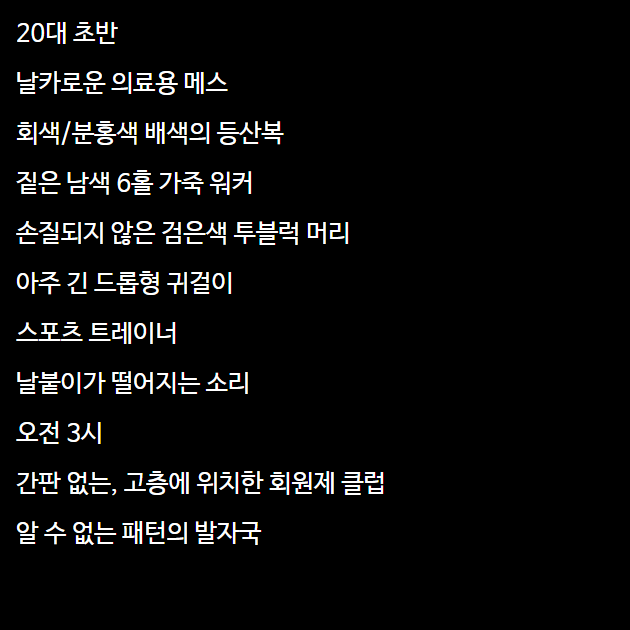 20대 초반
날카로운 의료용 메스
회색/분홍색 배색의 등산복
짙은 남색 6홀 가죽 워커
손질되지 않은 검은색 투블럭 머리
아주 긴 드롭형 귀걸이
스포츠 트레이너
날붙이가 떨어지는 소리
오전 3시
간판 없는, 고층에 위치한 회원제 클럽
알 수 없는 패턴의 발자국